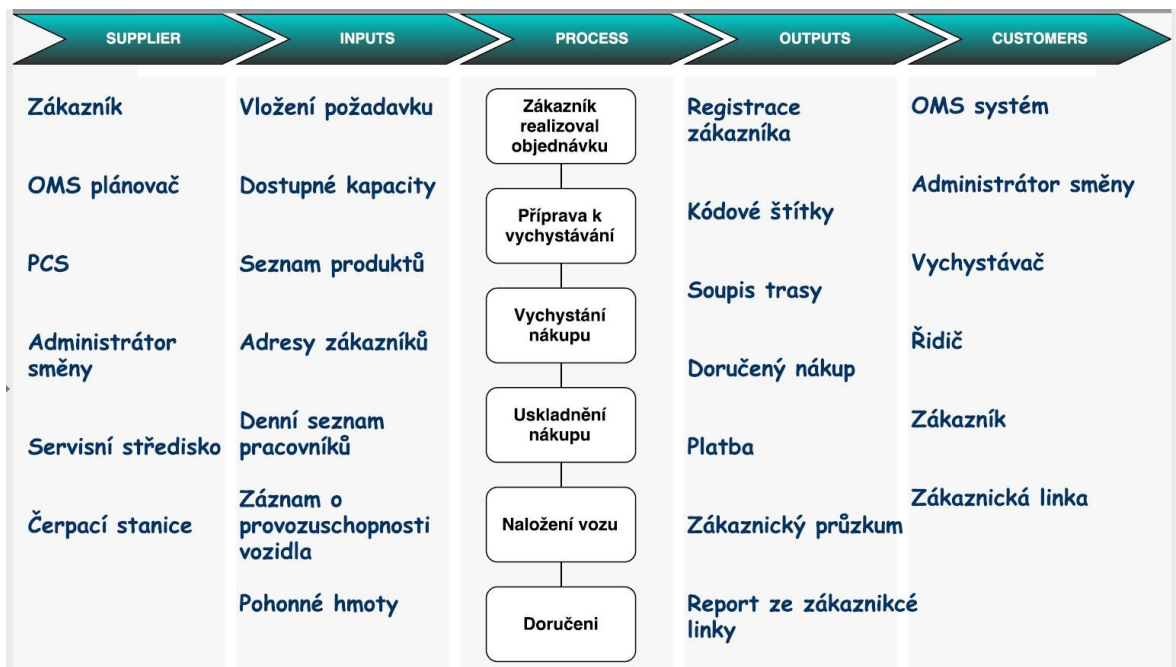 SUPPLIER
INPUTS
PROCESS
OUTPUTS
CUSTOMERS
Zákazník
OMS plánovač
PCS
Administrátor
směny
Servisní středisko
Čerpací stanice
Vložení požadavku
Dostupné kapacity
Seznam produktů
Adresy zákazníků
Denní seznam
pracovníků
Záznam o
provozuschopnosti
vozidla
Pohonné hmoty
Zákazník
realizoval
objednávku
Příprava k
vychystávání
Vychystání
nákupu
Uskladnění
nákupu
Naložení vozu
Doručeni
Registrace
zákazníka
Kódové štítky
Soupis trasy
Doručený nákup
Platba
Zákaznický průzkum
Report ze zákaznikcé
linky
OMS systém
Administrátor směny
Vychystávač
Řidič
Zákazník
Zákaznická linka